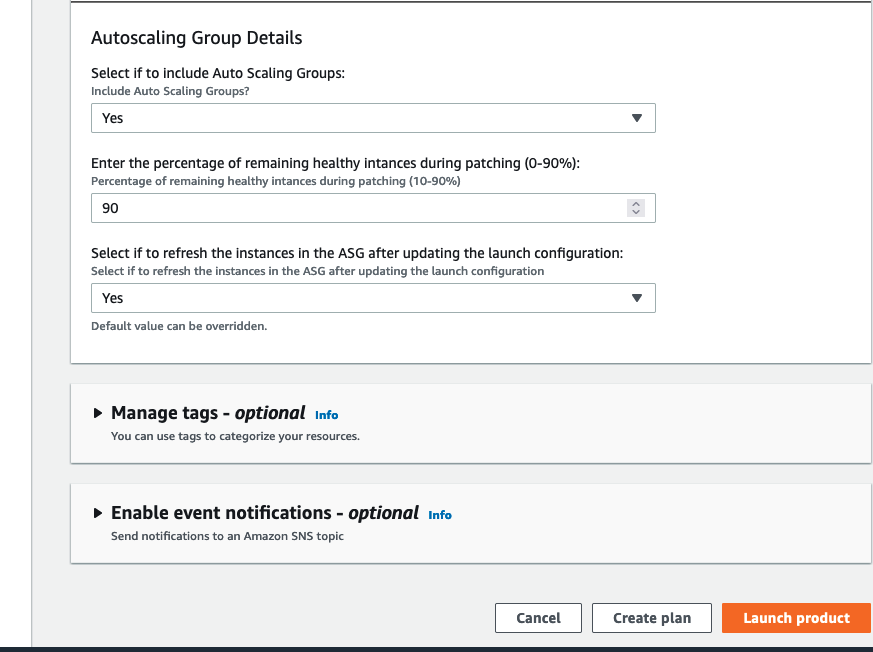 Autoscaling Group Details
Select if to include Auto Scaling Groups:
Include Auto Scaling Groups?
Yes
Enter the percentage of remaining healthy intances during patching (0-90%):
Percentage of remaining healthy intances during patching (10-90%)
90
Select if to refresh the instances in the ASG after updating the launch configuration:
Select if to refresh the instances in the ASG after updating the launch configuration
Yes
Default value can be overridden.
Manage tags - optional Info
You can use tags to categorize your resources.
Enable event notifications - optional Info
Send notifications to an Amazon SNS topic
Cancel Create plan Launch product